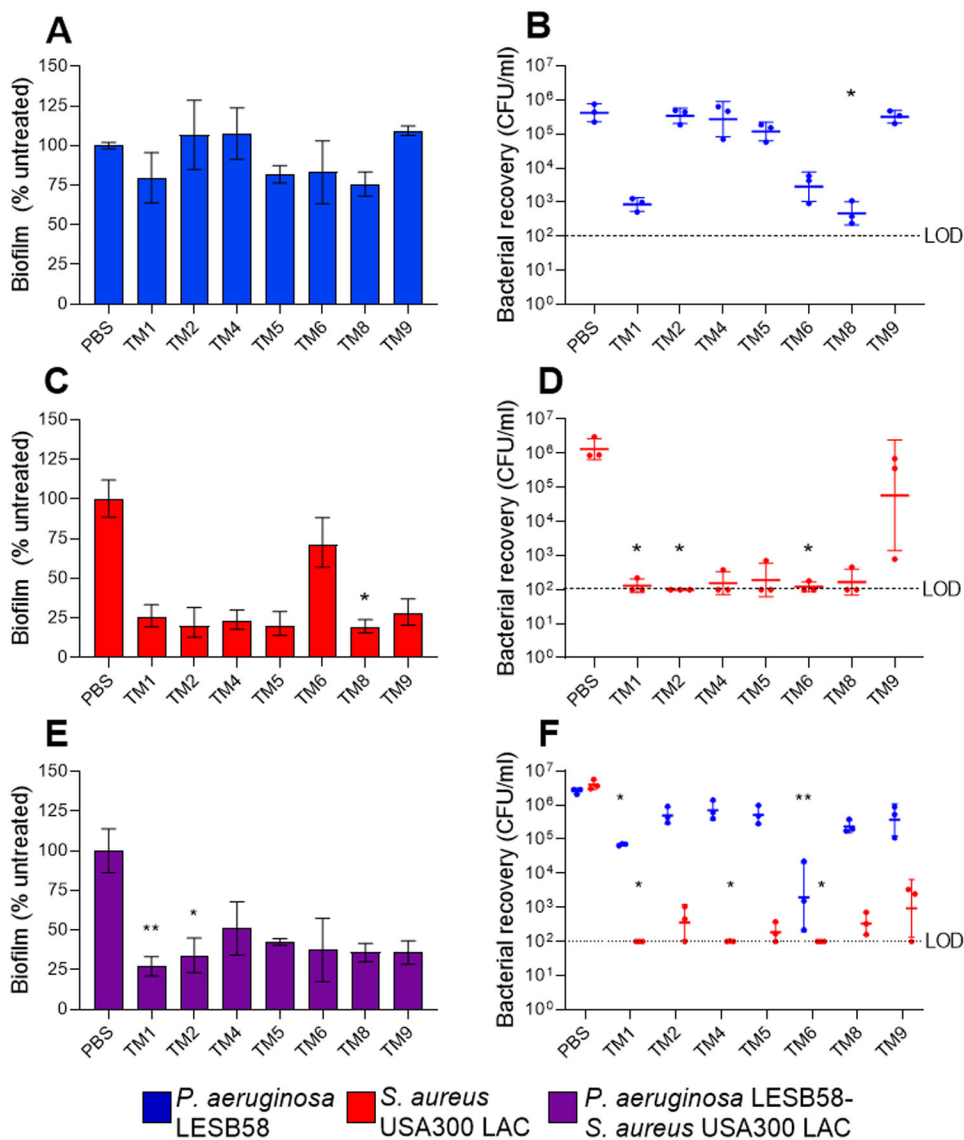 A
Biofilm (% untreated)
150
125
100
75
50
25
0
PBS TM1 TM2 TM4 TM5 TM6 TM8 TM9
B
Bacterial recovery (CFU/ml)
10⁷
10⁶
10⁵
10⁴
10³
10²
10¹
10⁰
*
LOD
PBS TM1 TM2 TM4 TM5 TM6 TM8 TM9
C
Biofilm (% untreated)
150
125
100
75
50
25
0
*
PBS TM1 TM2 TM4 TM5 TM6 TM8 TM9
D
Bacterial recovery (CFU/ml)
10⁷
10⁶
10⁵
10⁴
10³
10²
10¹
10⁰
* * *
LOD
PBS TM1 TM2 TM4 TM5 TM6 TM8 TM9
E
Biofilm (% untreated)
150
125
100
75
50
25
0
** *
PBS TM1 TM2 TM4 TM5 TM6 TM8 TM9
F
Bacterial recovery (CFU/ml)
10⁷
10⁶
10⁵
10⁴
10³
10²
10¹
10⁰
* **
* * *
LOD
PBS TM1 TM2 TM4 TM5 TM6 TM8 TM9
P. aeruginosa
LESB58
S. aureus
USA300 LAC
P. aeruginosa LESB58-
S. aureus USA300 LAC